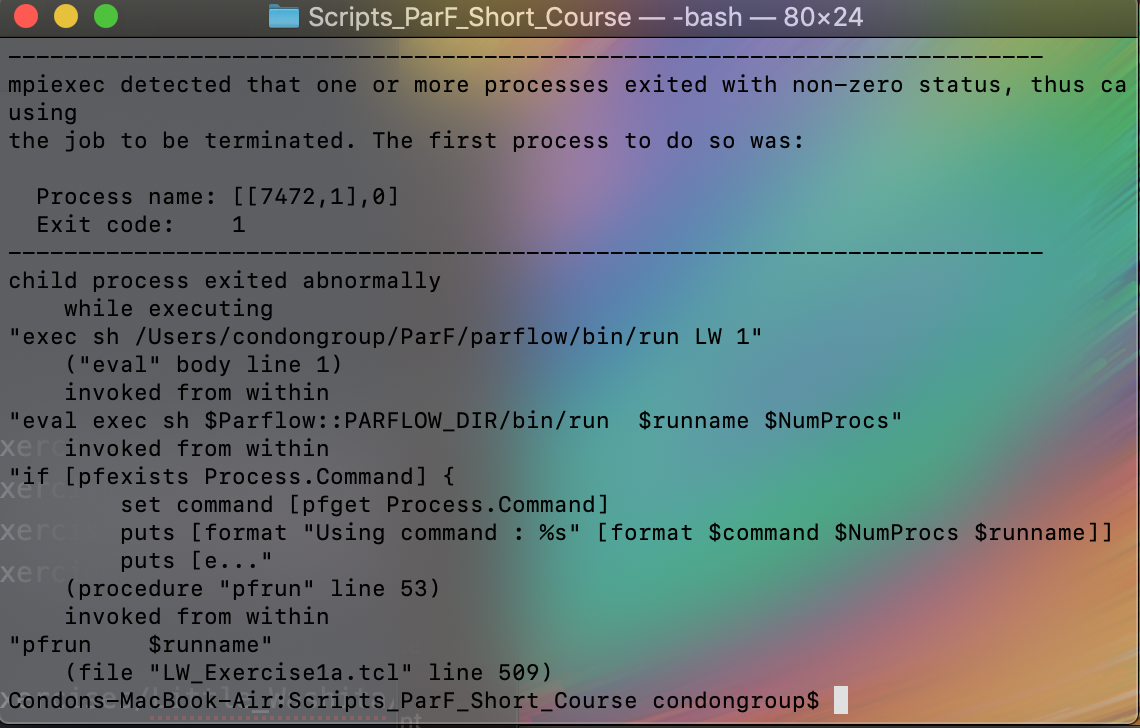 Scripts_ParF_Short_Course — -bash — 80×24
--------------------------------------------------------------------------
mpiexec detected that one or more processes exited with non-zero status, thus ca
using
the job to be terminated. The first process to do so was:
  Process name: [[7472,1],0]
  Exit code:    1
--------------------------------------------------------------------------
child process exited abnormally
    while executing
"exec sh /Users/condongroup/ParF/parflow/bin/run LW 1"
    ("eval" body line 1)
    invoked from within
"eval exec sh $Parflow::PARFLOW_DIR/bin/run  $runname $NumProcs"
    invoked from within
"if [pfexists Process.Command] {
        set command [pfget Process.Command]
        puts [format "Using command : %s" [format $command $NumProcs $runname]]
        puts [e..."
    (procedure "pfrun" line 53)
    invoked from within
"pfrun    $runname"
    (file "LW_Exercise1a.tcl" line 509)
Condons-MacBook-Air:Scripts_ParF_Short_Course condongroup$